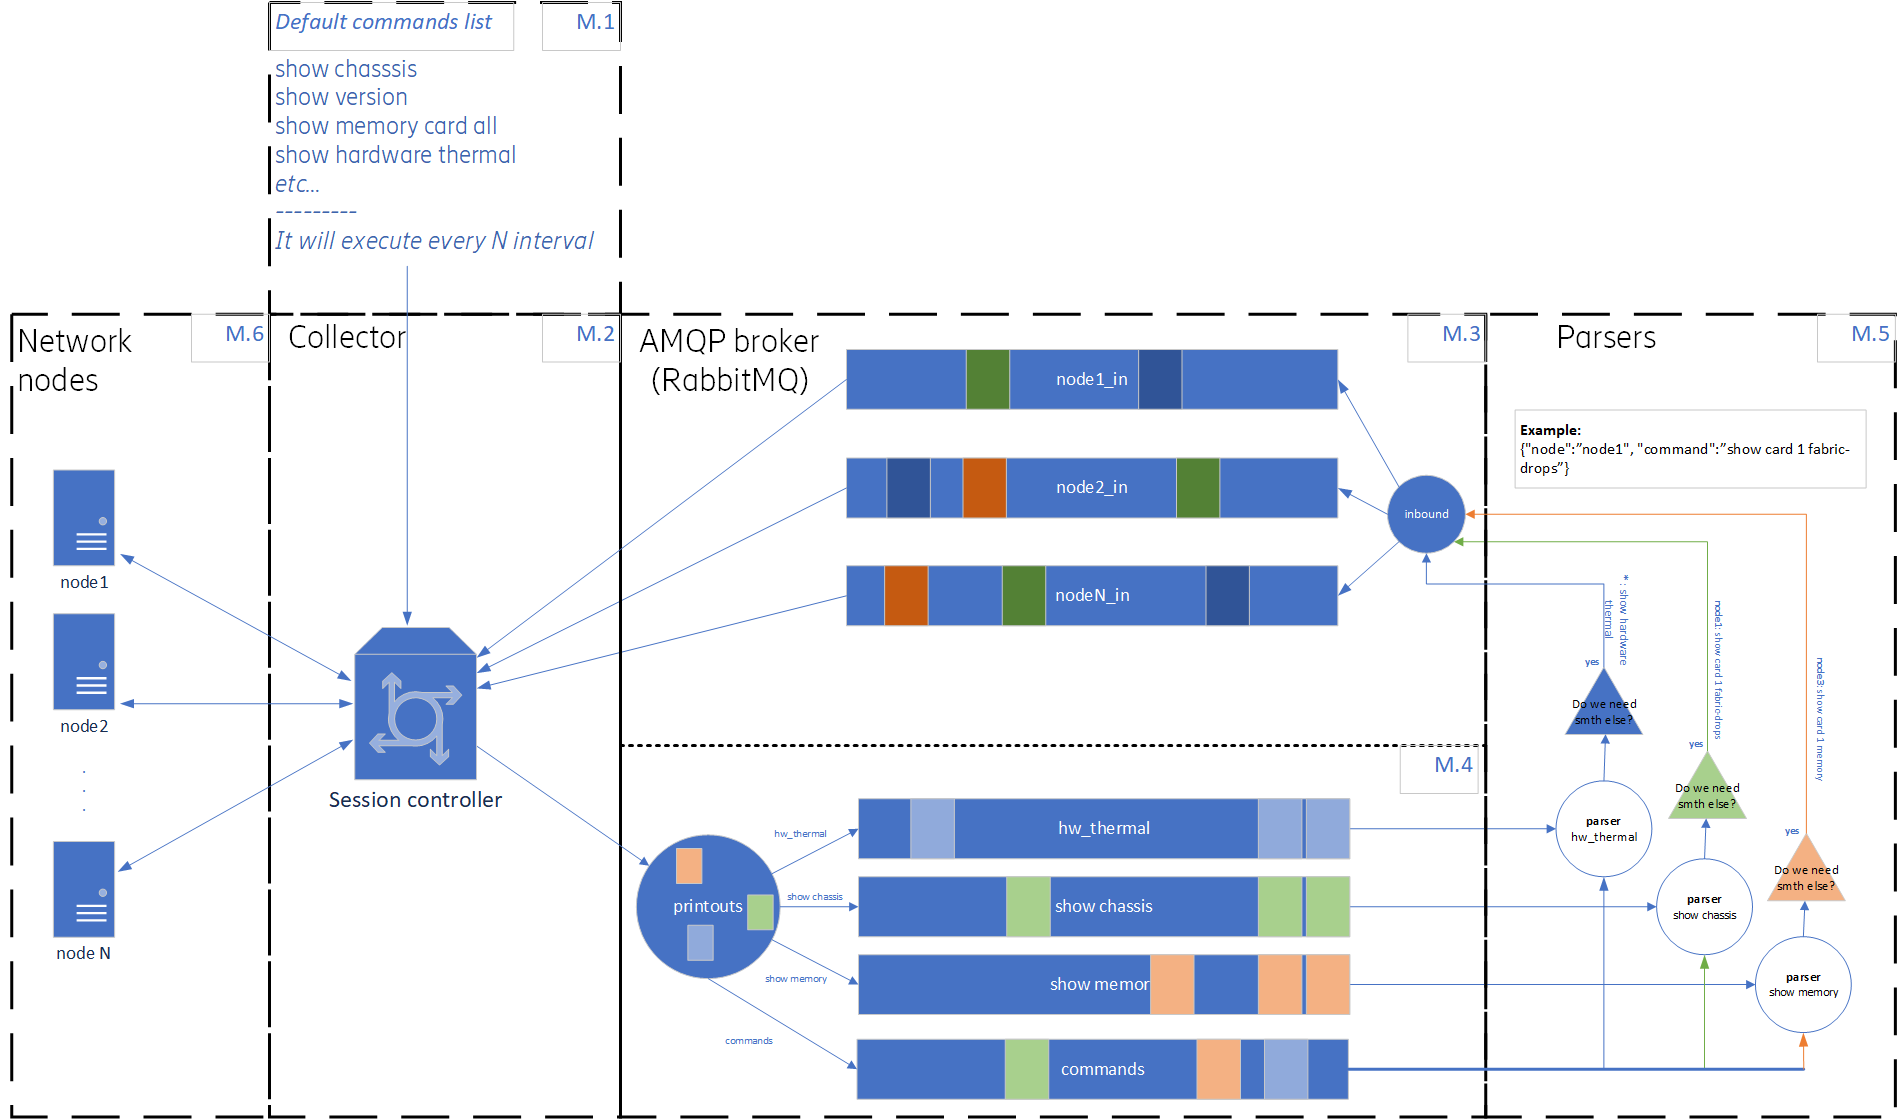 Default commands list
M.1
show chasssis
show version
show memory card all
show hardware thermal
etc...
---------
It will execute every N interval
Network
nodes
M.6
Collector
M.2
AMQP broker
(RabbitMQ)
M.3
Parsers
M.5
node1_in
node2_in
nodeN_in
inbound
Example:
{"node":"node1", "command":"show card 1 fabric-
drops"}
node1
node2
.
.
.
node N
Session controller
* : show hardware
thermal
node1: show card 1 fabric-drops
node3: show card 1 memory
yes
Do we need
smth else?
yes
Do we need
smth else?
yes
Do we need
smth else?
M.4
printouts
hw_thermal
show chassis
show memory
commands
hw_thermal
show chassis
show memor
commands
parser
hw_thermal
parser
show chassis
parser
show memory